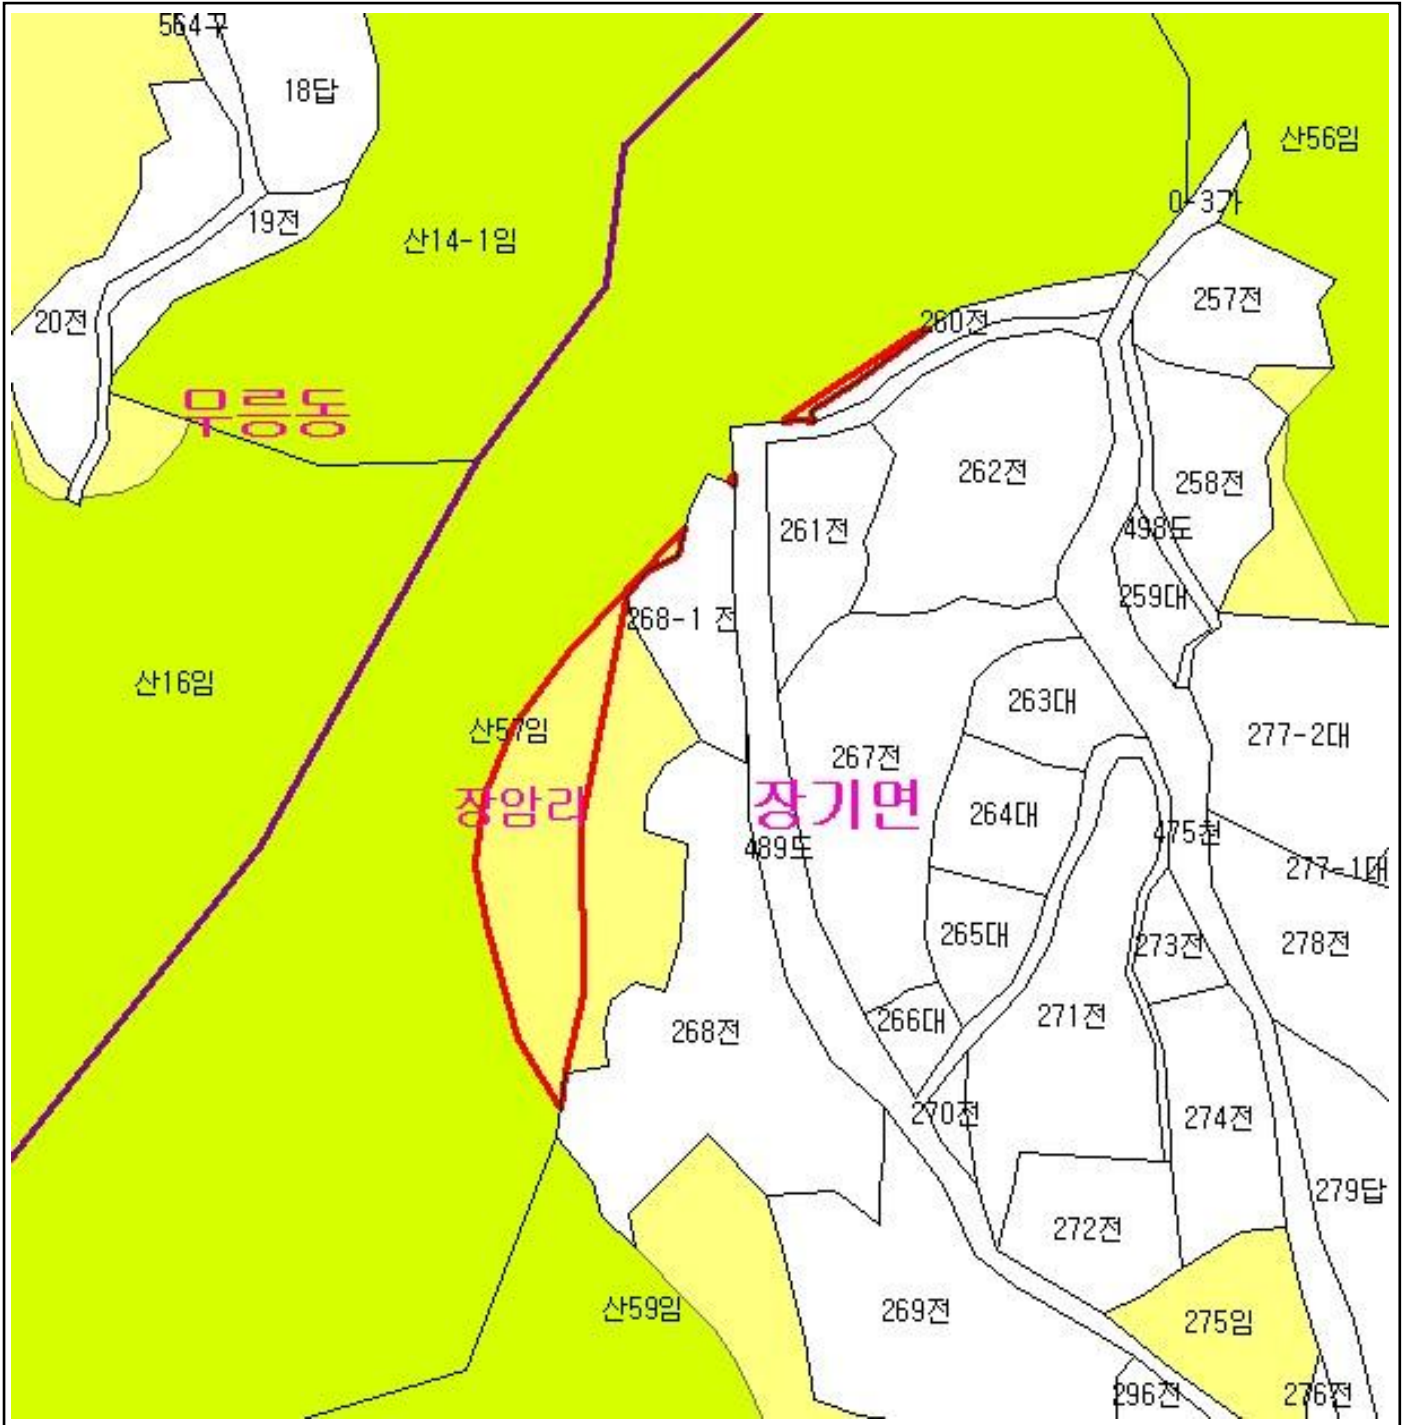 564구
18답
산56임
0-3가
19전
산14-1임
257전
20전
260전
무릉동
262전
258전
261전
498도
259대
268-1 전
산16임
263대
산57임
277-2대
267전
장암리
장기면
264대
475천
489도
277-1대
265대
273전
278전
266대
271전
268전
270전
274전
279답
272전
산59임
269전
275임
296전
276전